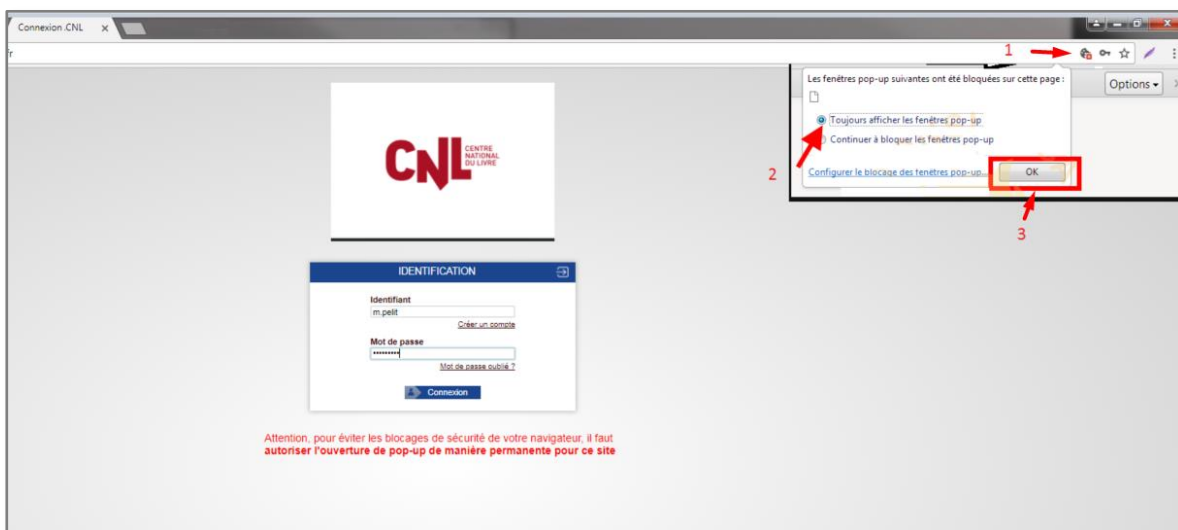 Connexion .CNL x
fr
1
Les fenêtres pop-up suivantes ont été bloquées sur cette page :
Options
Toujours afficher les fenêtres pop-up
Continuer à bloquer les fenêtres pop-up
2
Configurer le blocage des fenêtres pop-up...
OK
3
CNL
CENTRE
NATIONAL
DU LIVRE
IDENTIFICATION
Identifiant
m.pelit
Créer un compte
Mot de passe
•••••••••
Mot de passe oublié ?
Connexion
Attention, pour éviter les blocages de sécurité de votre navigateur, il faut
autoriser l'ouverture de pop-up de manière permanente pour ce site